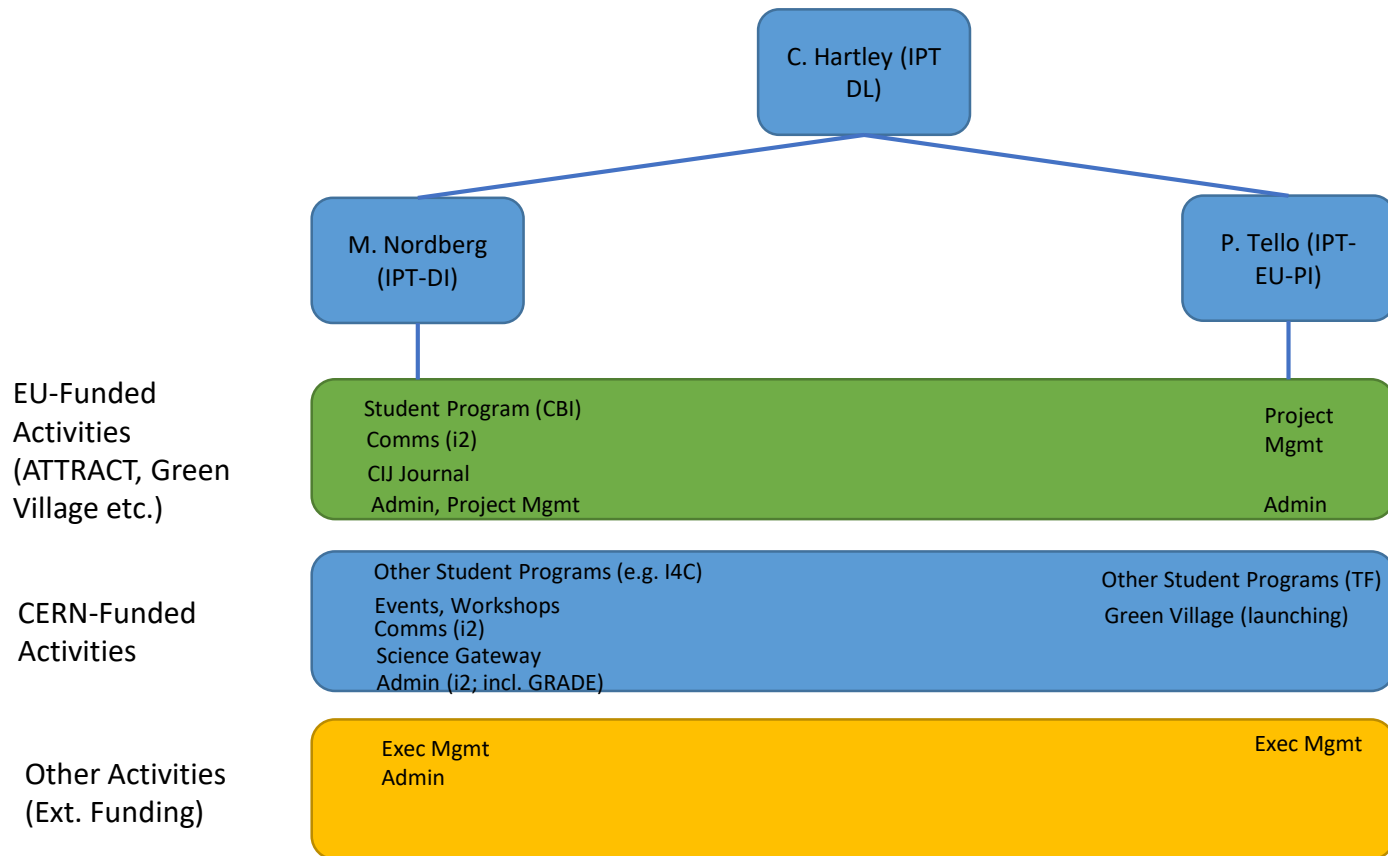 C. Hartley (IPT
DL)
M. Nordberg
(IPT-DI)
P. Tello (IPT-
EU-PI)
EU-Funded
Activities
(ATTRACT, Green
Village etc.)
Student Program (CBI)
Comms (i2)
CIJ Journal
Admin, Project Mgmt
Project
Mgmt
Admin
CERN-Funded
Activities
Other Student Programs (e.g. I4C)
Events, Workshops
Comms (i2)
Science Gateway
Admin (i2; incl. GRADE)
Other Student Programs (TF)
Green Village (launching)
Other Activities
(Ext. Funding)
Exec Mgmt
Admin
Exec Mgmt